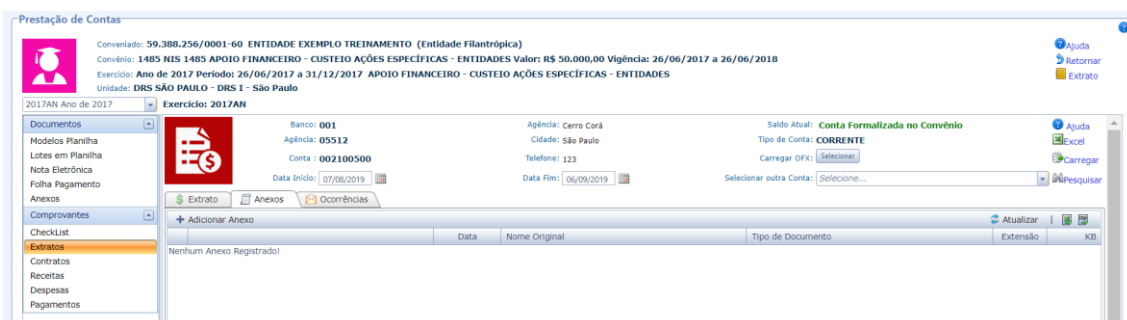 Prestação de Contas
Conveniado: 59.388.256/0001-60 ENTIDADE EXEMPLO TREINAMENTO (Entidade Filantrópica)
Convênio: 1485 NIS 1485 APOIO FINANCEIRO - CUSTEIO AÇÕES ESPECÍFICAS - ENTIDADES Valor: R$ 50.000,00 Vigência: 26/06/2017 a 26/06/2018
Exercício: Ano de 2017 Período: 26/06/2017 a 31/12/2017 APOIO FINANCEIRO - CUSTEIO AÇÕES ESPECÍFICAS - ENTIDADES
Unidade: DRS SÃO PAULO - DRS I - São Paulo
Ajuda
Retornar
Extrato
2017AN Ano de 2017
Exercício: 2017AN
Documentos
Modelos Planilha
Lotes em Planilha
Nota Eletrônica
Folha Pagamento
Anexos
Comprovantes
CheckList
Extratos
Contratos
Receitas
Despesas
Pagamentos
Banco: 001 Agência: Cerro Corá Saldo Atual: Conta Formalizada no Convênio
Agência: 05512 Cidade: São Paulo Tipo de Conta: CORRENTE
Conta : 002100500 Telefone: 123 Carregar OFX: Selecionar
Data Início: 07/08/2019 Data Fim: 06/09/2019 Selecionar outra Conta: Selecione...
Ajuda
Excel
Carregar
Pesquisar
Extrato Anexos Ocorrências
+ Adicionar Anexo Atualizar
Data Nome Original Tipo de Documento Extensão KB
Nenhum Anexo Registrado!